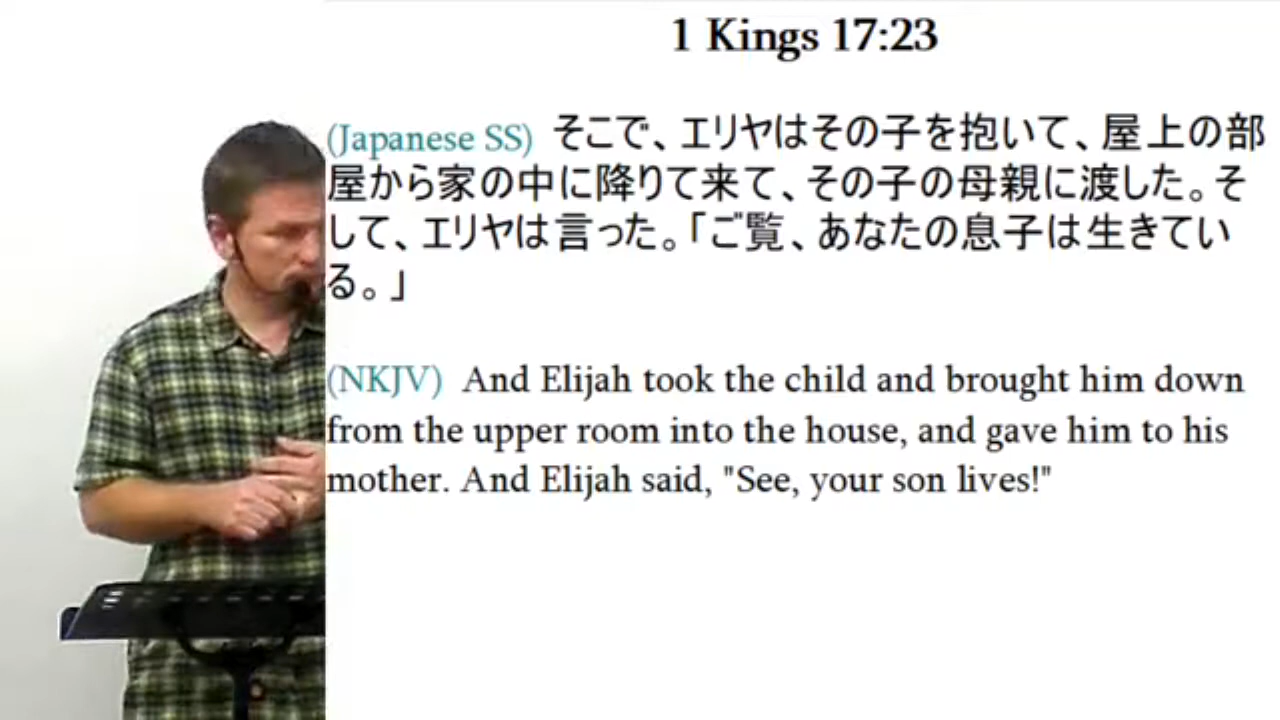 1 Kings 17:23
(Japanese SS) そこで、エリヤはその子を抱いて、屋上の部
屋から家の中に降りて来て、その子の母親に渡した。そ
して、エリヤは言った。「ご覧、あなたの息子は生きてい
る。」
(NKJV) And Elijah took the child and brought him down
from the upper room into the house, and gave him to his
mother. And Elijah said, "See, your son lives!"